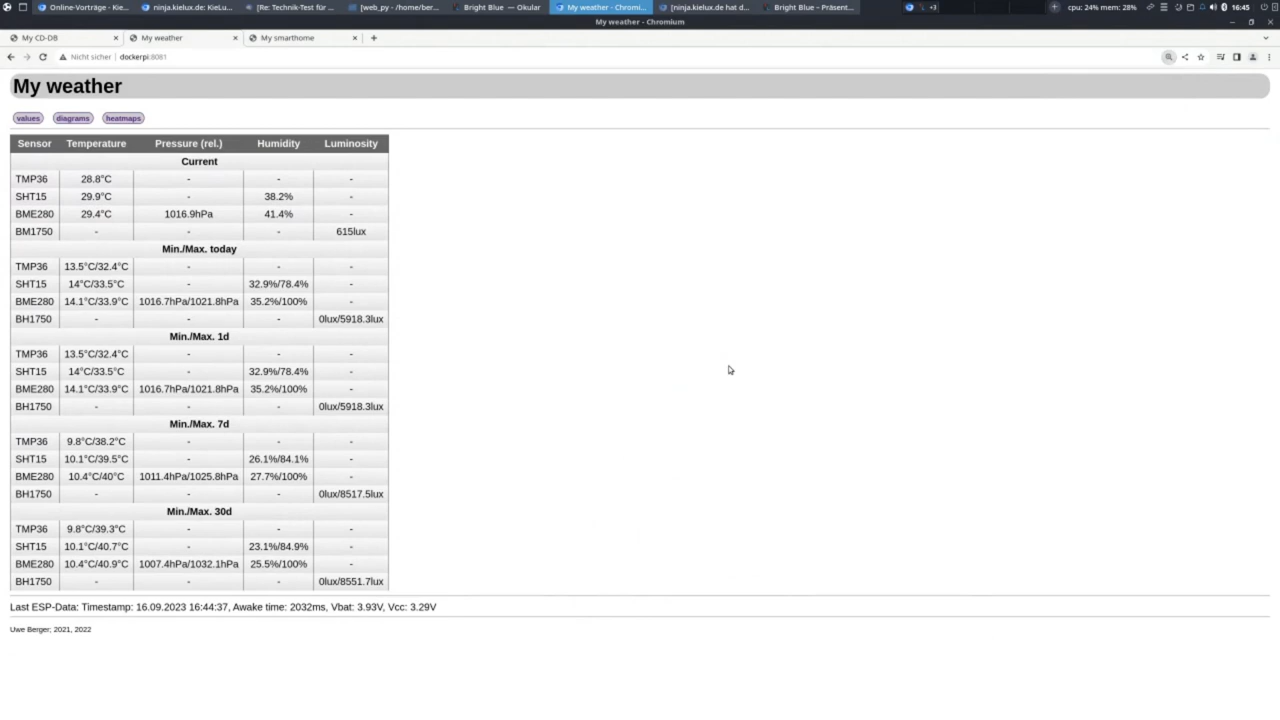 Online-Vorträge - Kie... ninja.kielux.de: KieLu... [Re: Technik-Test für ... [web_py - /home/ber... Bright Blue — Okular My weather - Chromi... [ninja.kielux.de hat d... Bright Blue – Präsent... +3 cpu: 24% mem: 28% 16:45
My weather - Chromium
My CD-DB My weather My smarthome
Nicht sicher dockerpi:8081
My weather
values diagrams heatmaps
Sensor Temperature Pressure (rel.) Humidity Luminosity
Current
TMP36 28.8°C - - -
SHT15 29.9°C - 38.2% -
BME280 29.4°C 1016.9hPa 41.4% -
BM1750 - - - 615lux
Min./Max. today
TMP36 13.5°C/32.4°C - - -
SHT15 14°C/33.5°C - 32.9%/78.4% -
BME280 14.1°C/33.9°C 1016.7hPa/1021.8hPa 35.2%/100% -
BH1750 - - - 0lux/5918.3lux
Min./Max. 1d
TMP36 13.5°C/32.4°C - - -
SHT15 14°C/33.5°C - 32.9%/78.4% -
BME280 14.1°C/33.9°C 1016.7hPa/1021.8hPa 35.2%/100% -
BH1750 - - - 0lux/5918.3lux
Min./Max. 7d
TMP36 9.8°C/38.2°C - - -
SHT15 10.1°C/39.5°C - 26.1%/84.1% -
BME280 10.4°C/40°C 1011.4hPa/1025.8hPa 27.7%/100% -
BH1750 - - - 0lux/8517.5lux
Min./Max. 30d
TMP36 9.8°C/39.3°C - - -
SHT15 10.1°C/40.7°C - 23.1%/84.9% -
BME280 10.4°C/40.9°C 1007.4hPa/1032.1hPa 25.5%/100% -
BH1750 - - - 0lux/8551.7lux
Last ESP-Data: Timestamp: 16.09.2023 16:44:37, Awake time: 2032ms, Vbat: 3.93V, Vcc: 3.29V
Uwe Berger; 2021, 2022